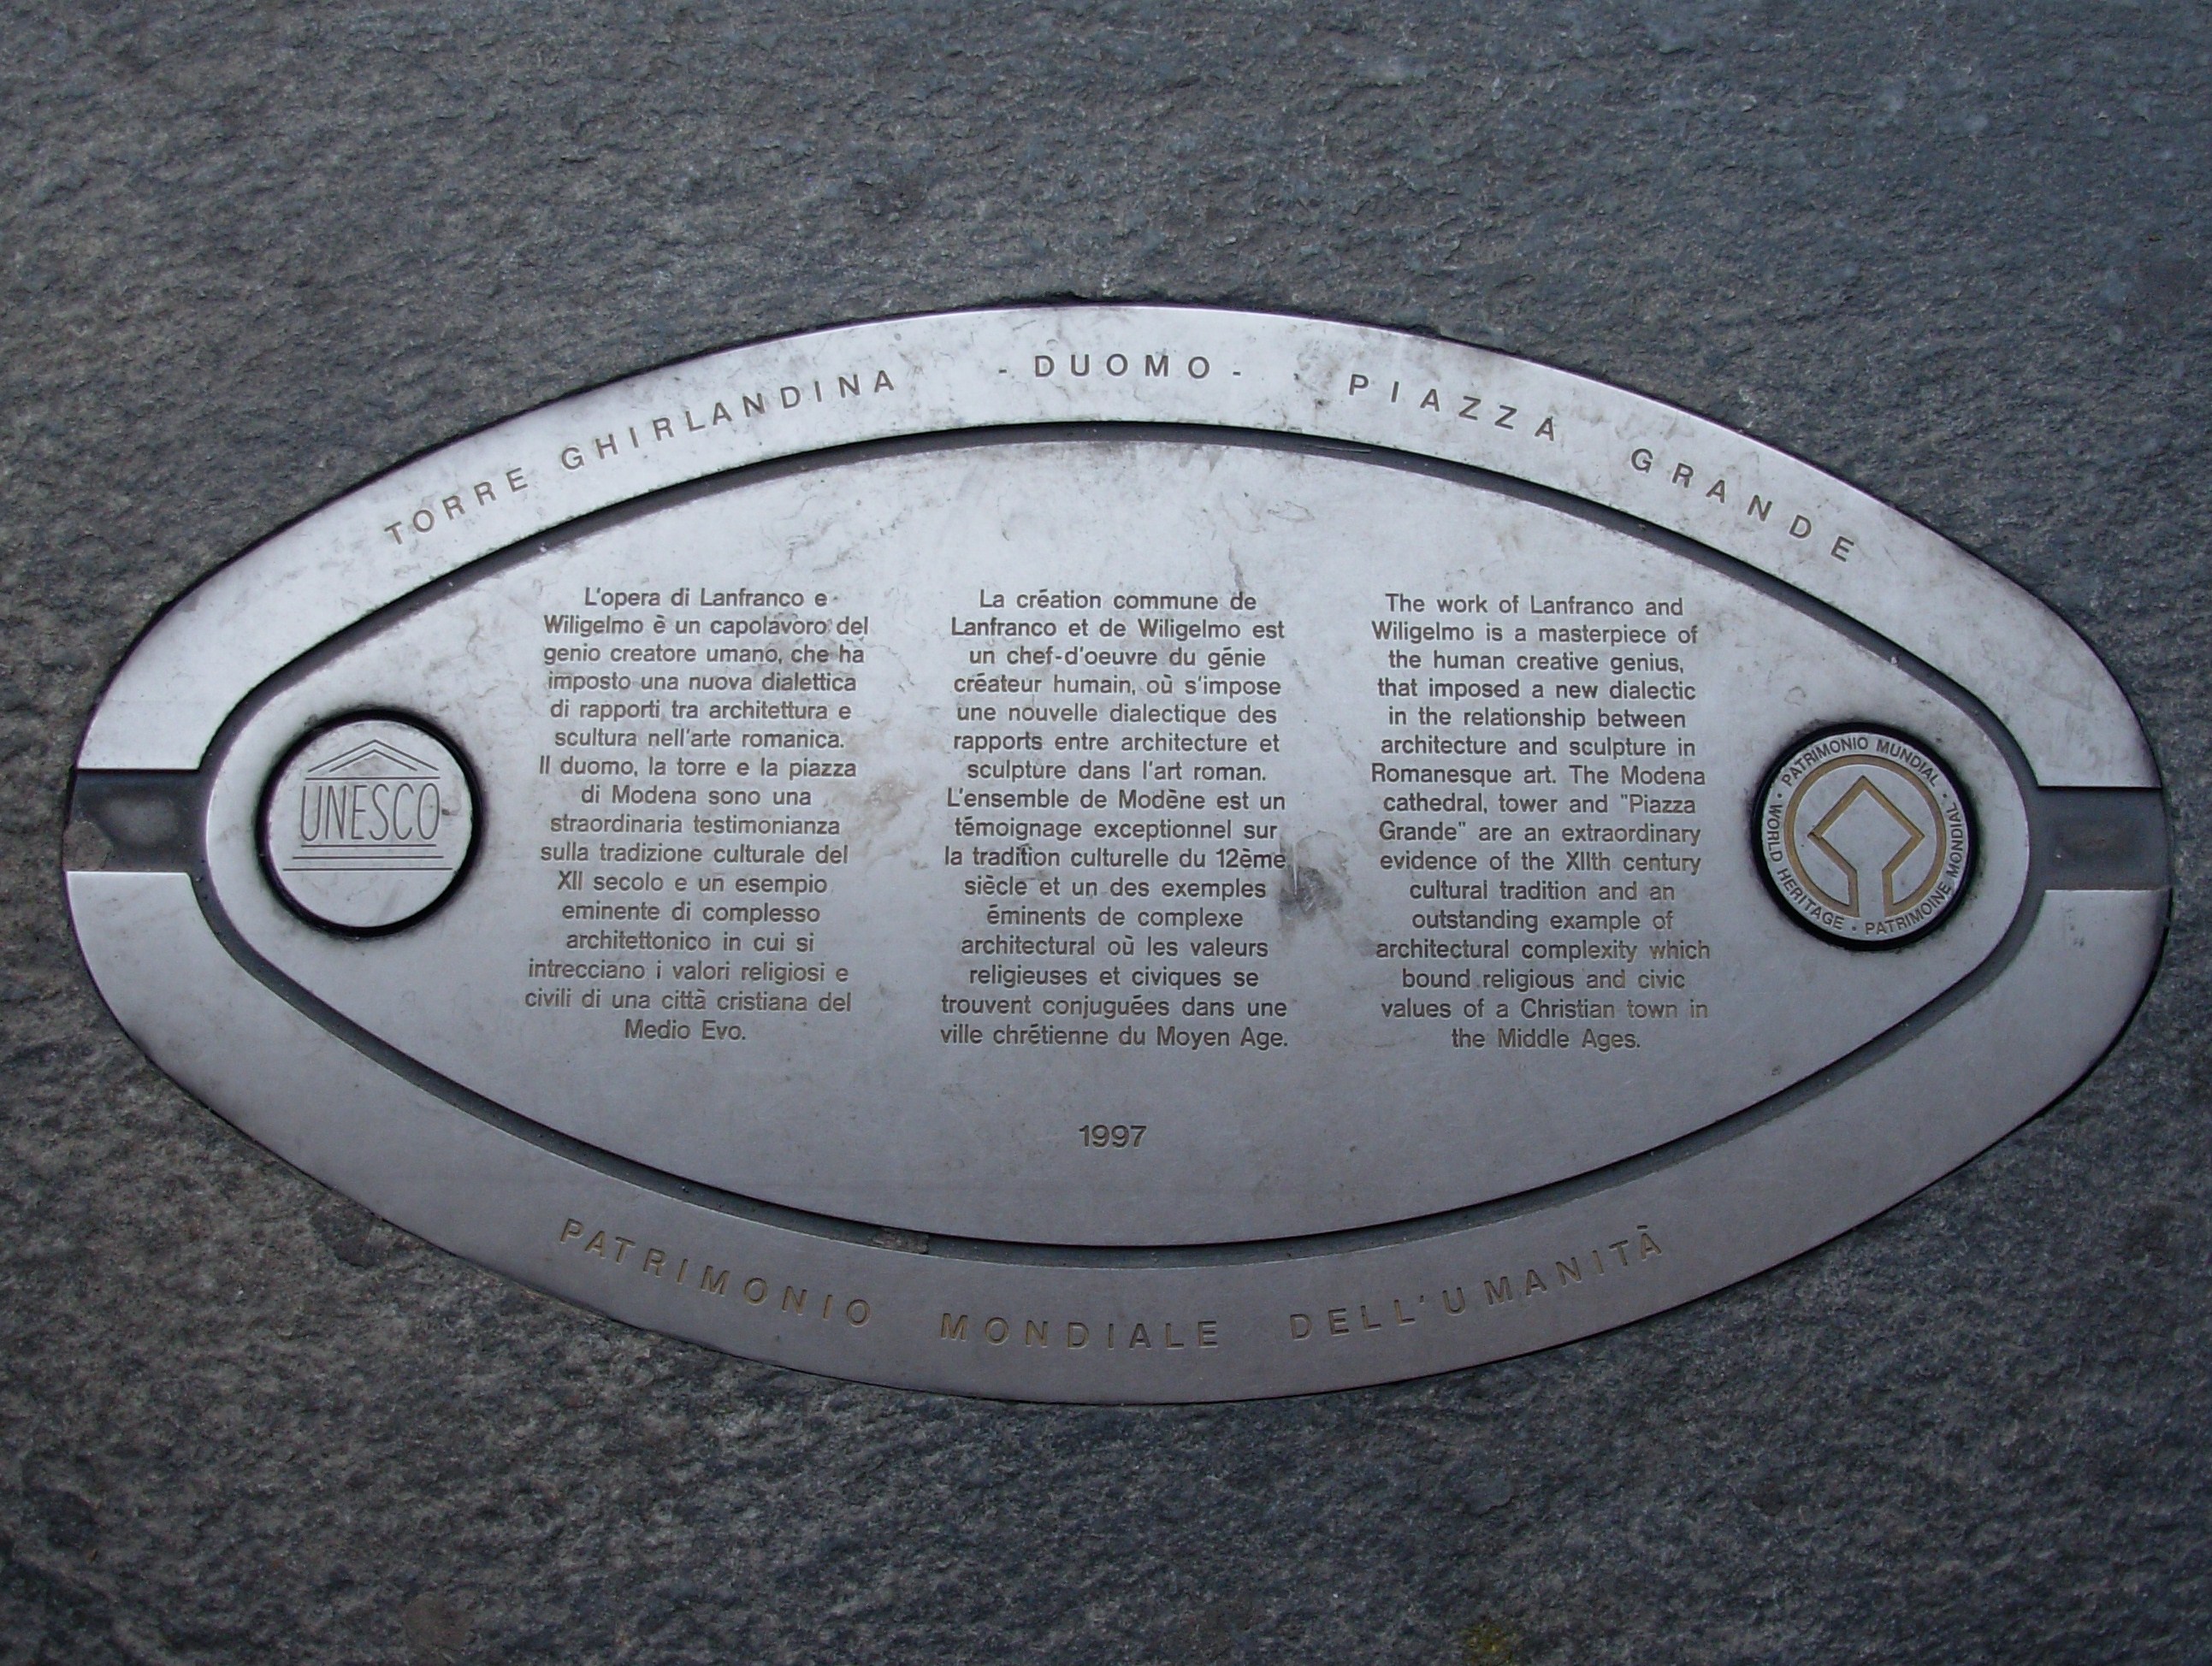 TORRE GHIRLANDINA - DUOMO - PIAZZA GRANDE
L'opera di Lanfranco e
Wiligelmo è un capolavoro del
genio creatore umano, che ha
imposto una nuova dialettica
di rapporti tra architettura e
scultura nell'arte romanica.
Il duomo, la torre e la piazza
di Modena sono una
straordinaria testimonianza
sulla tradizione culturale del
XII secolo e un esempio
eminente di complesso
architettonico in cui si
intrecciano i valori religiosi e
civili di una città cristiana del
Medio Evo.
La création commune de
Lanfranco et de Wiligelmo est
un chef-d'oeuvre du génie
créateur humain, où s'impose
une nouvelle dialectique des
rapports entre architecture et
sculpture dans l'art roman.
L'ensemble de Modène est un
témoignage exceptionnel sur
la tradition culturelle du 12ème
siècle et un des exemples
éminents de complexe
architectural où les valeurs
religieuses et civiques se
trouvent conjuguées dans une
ville chrétienne du Moyen Age.
The work of Lanfranco and
Wiligelmo is a masterpiece of
the human creative genius,
that imposed a new dialectic
in the relationship between
architecture and sculpture in
Romanesque art. The Modena
cathedral, tower and "Piazza
Grande" are an extraordinary
evidence of the XIIth century
cultural tradition and an
outstanding example of
architectural complexity which
bound religious and civic
values of a Christian town in
the Middle Ages.
UNESCO
PATRIMONIO MUNDIAL • WORLD HERITAGE • PATRIMOINE MONDIAL •
1997
PATRIMONIO MONDIALE DELL'UMANITÀ